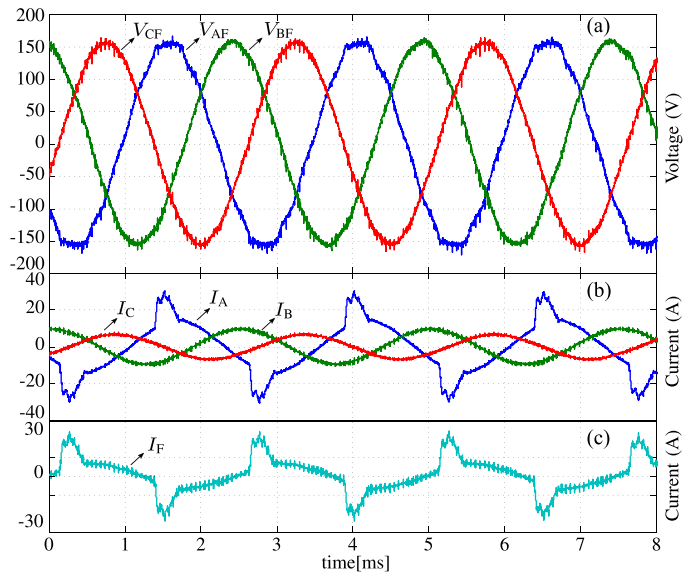 200
150
100
50
0
-50
-100
-150
-200
V_CF
V_AF
V_BF
(a)
Voltage (V)
40
20
0
-20
-40
I_C
I_A
I_B
(b)
Current (A)
30
0
-30
I_F
(c)
Current (A)
0 1 2 3 4 5 6 7 8
time[ms]